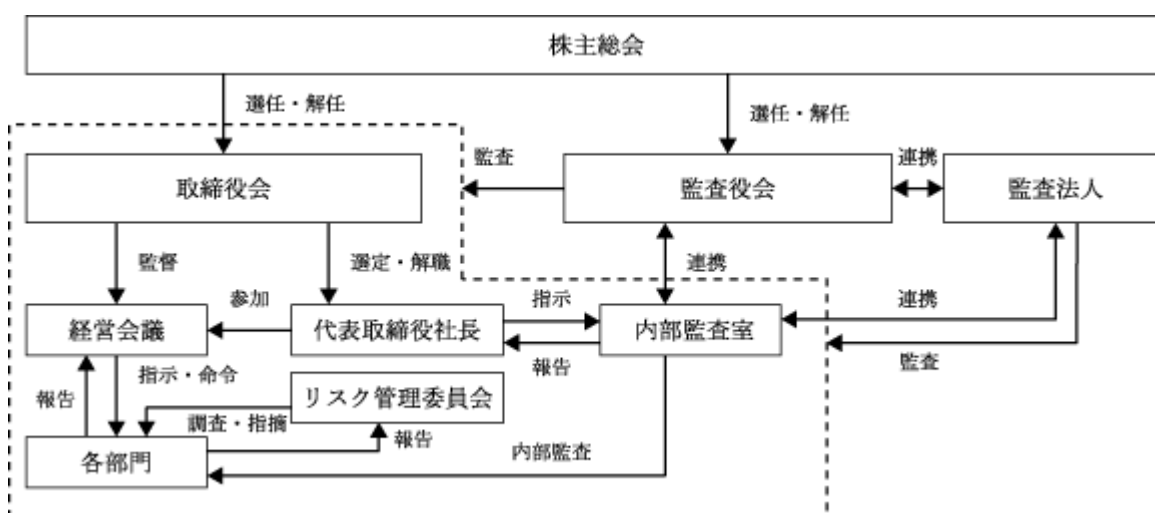 株主総会
選任・解任
選任・解任
取締役会
監査
監査役会
連携
監査法人
監督
選定・解職
連携
経営会議
参加
代表取締役社長
指示
報告
内部監査室
連携
監査
報告
指示・命令
リスク管理委員会
調査・指摘
報告
各部門
内部監査